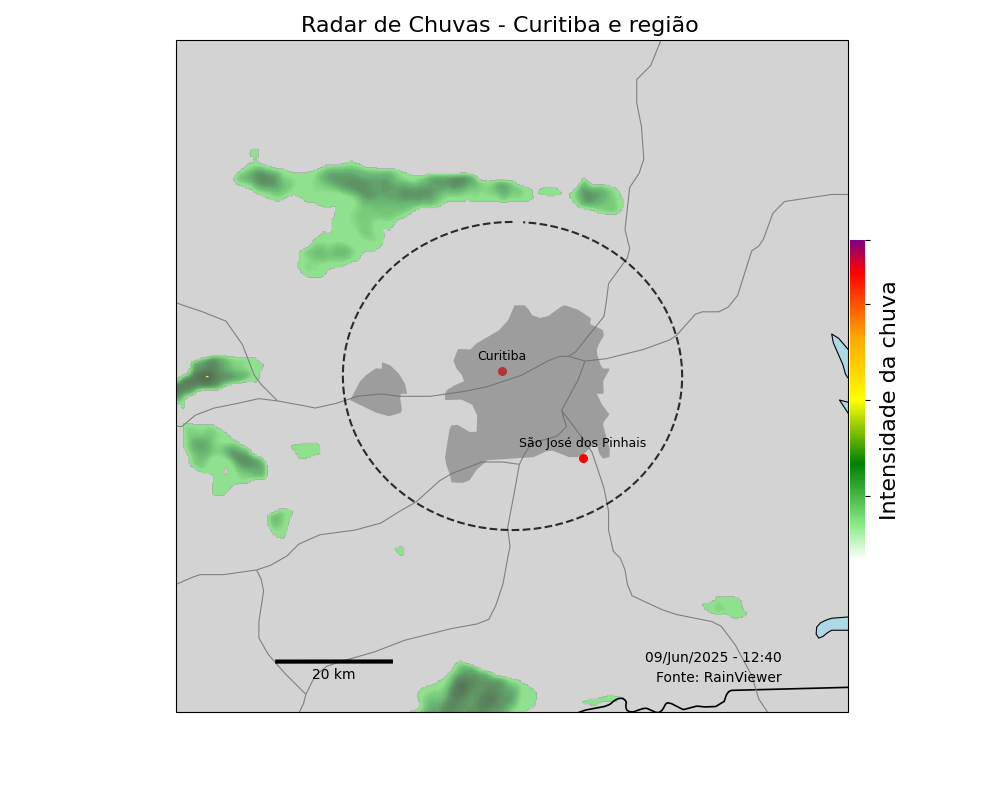 Radar de Chuvas - Curitiba e região
Curitiba
São José dos Pinhais
Intensidade da chuva
09/Jun/2025 - 12:40
Fonte: RainViewer
20 km